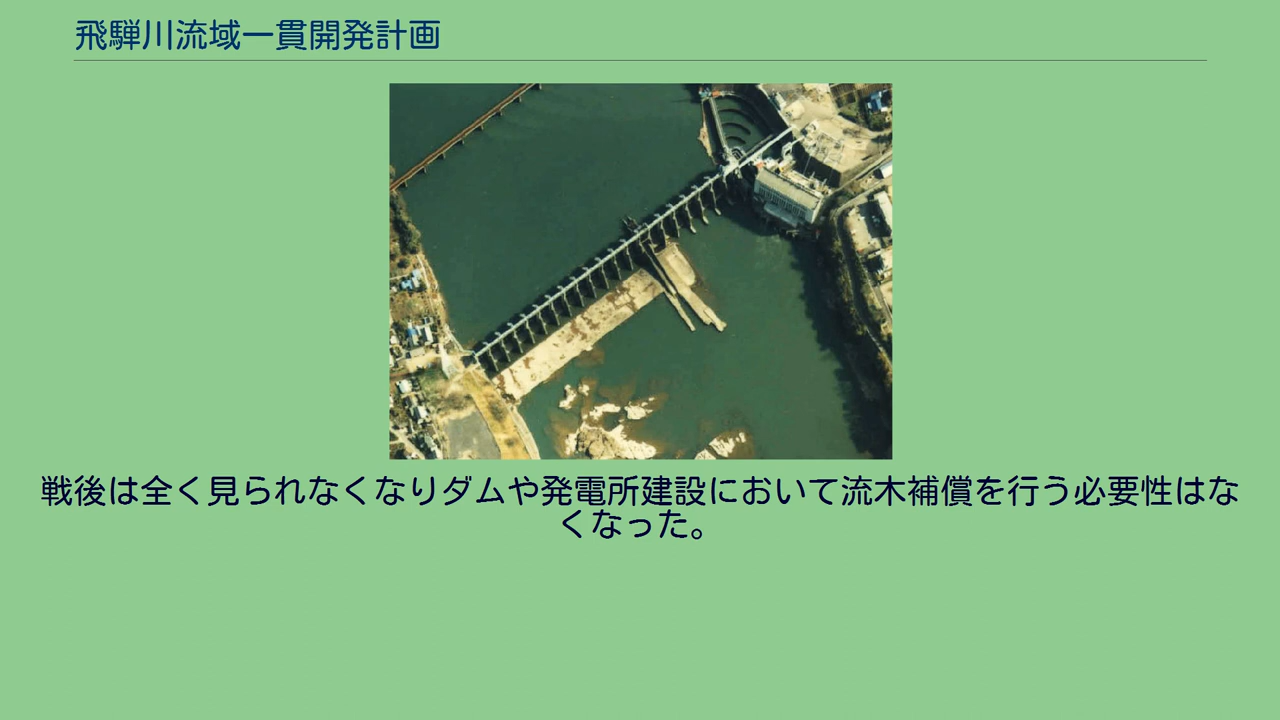 飛騨川流域一貫開発計画
戦後は全く見られなくなりダムや発電所建設において流木補償を行う必要性はな
くなった。